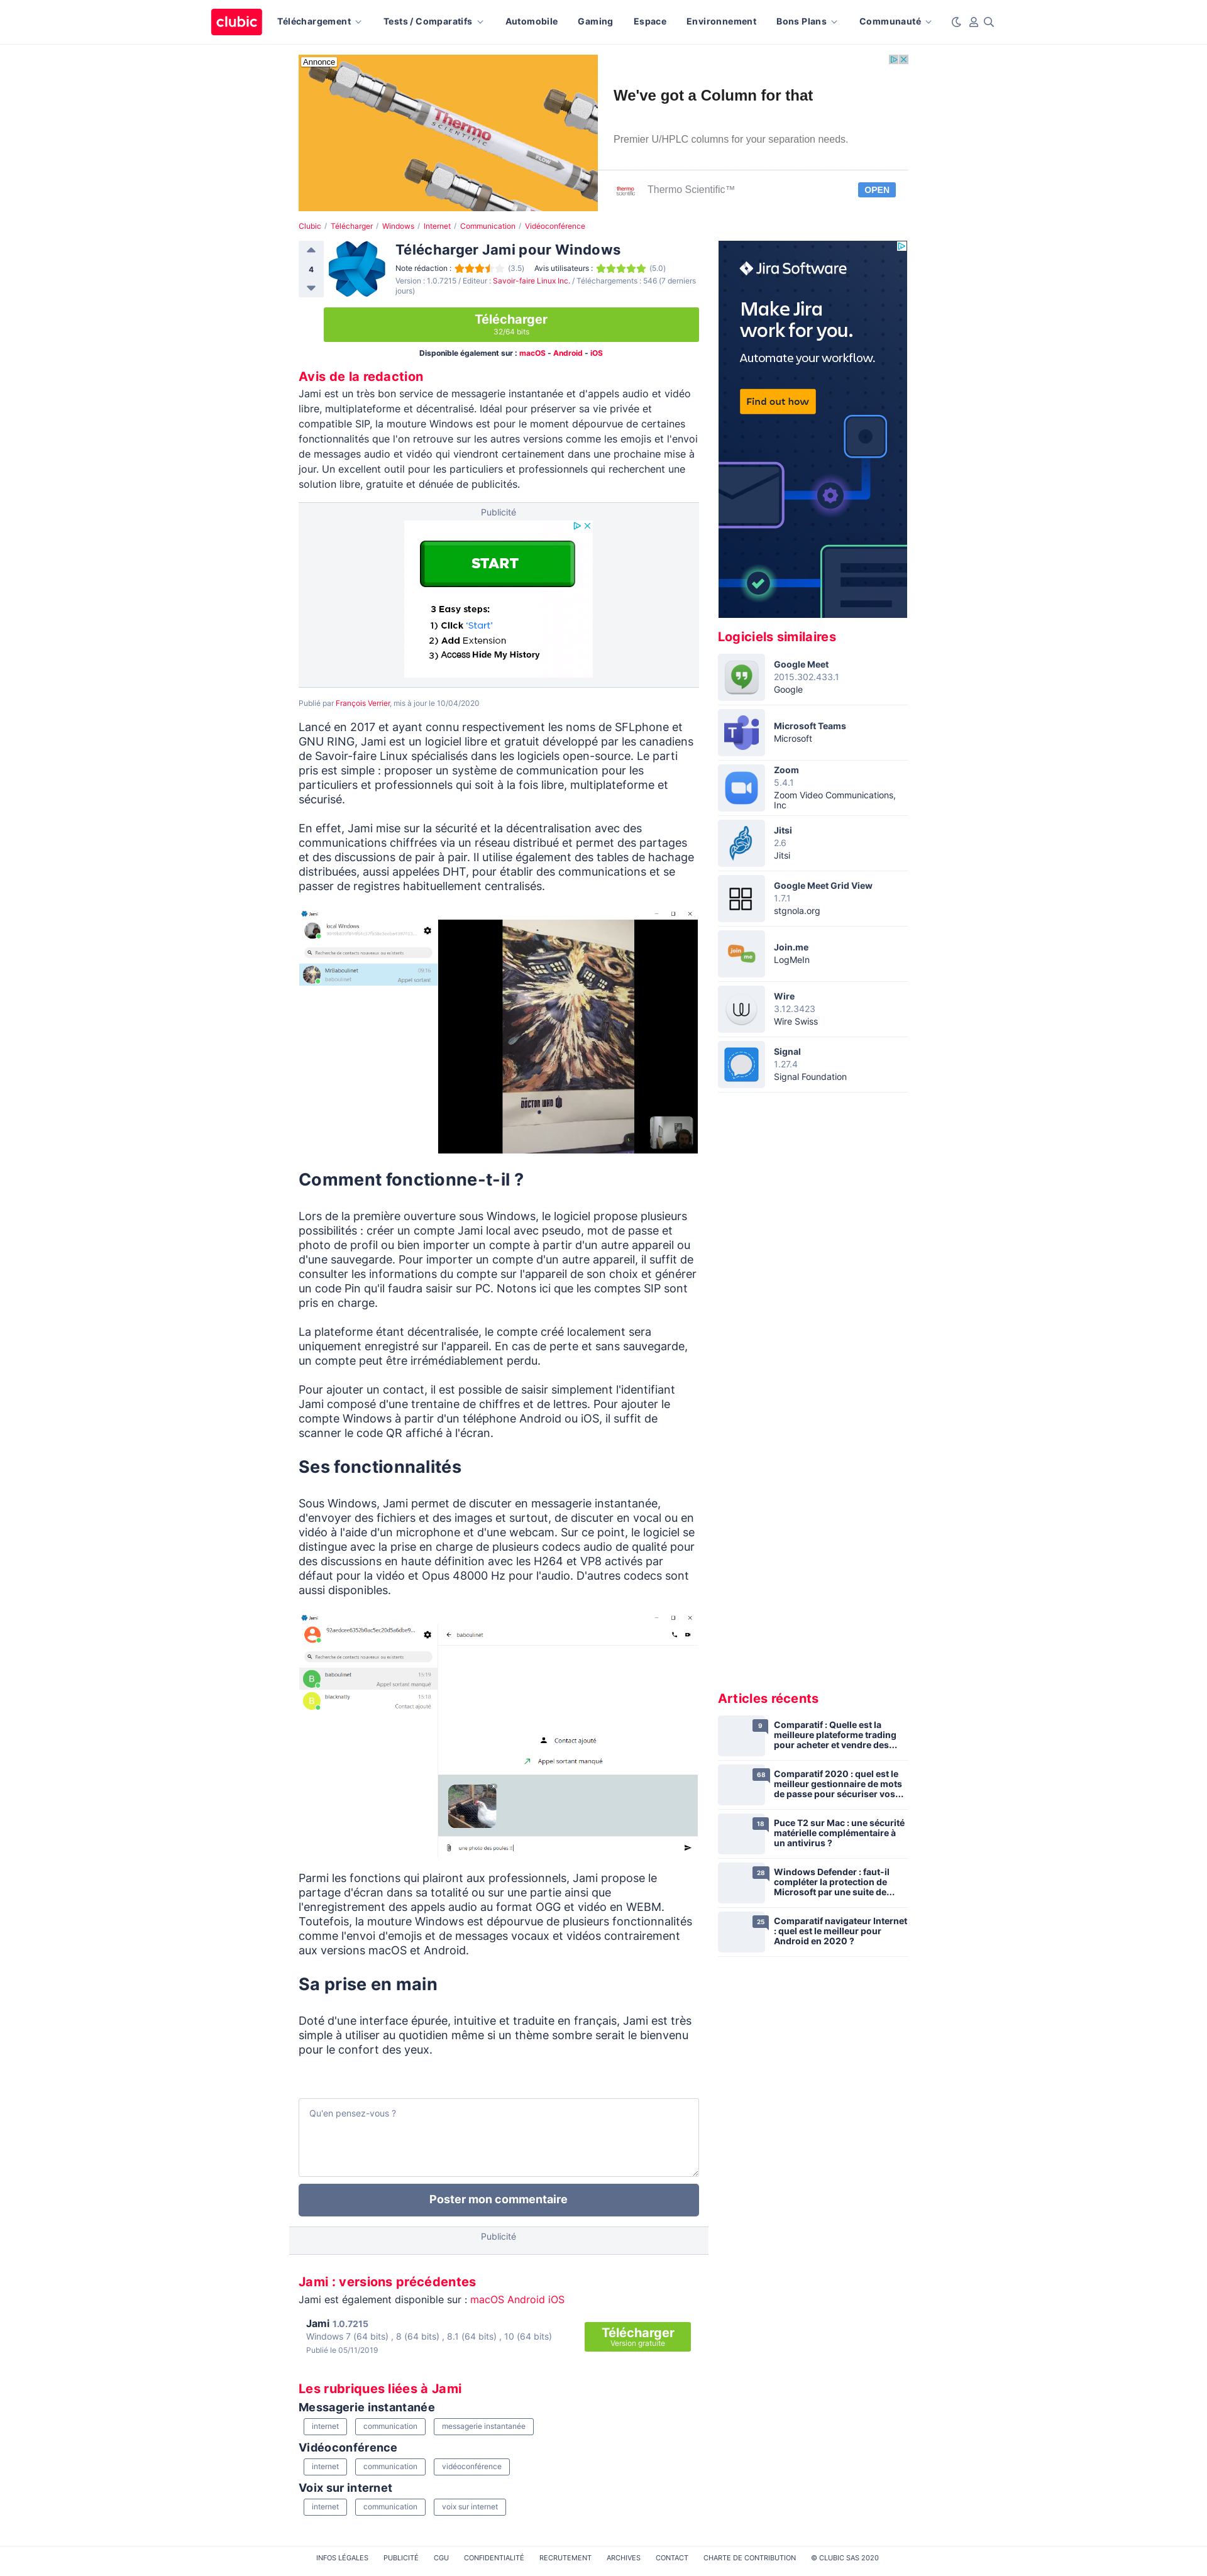 clubic
Téléchargement
Tests / Comparatifs
Automobile
Gaming
Espace
Environnement
Bons Plans
Communauté
Annonce
Thermo
SCIENTIFIC
FLOW
We've got a Column for that
Premier U/HPLC columns for your separation needs.
thermo
scientific
Thermo Scientific™
OPEN
Clubic / Télécharger / Windows / Internet / Communication / Vidéoconférence
4
Télécharger Jami pour Windows
Note rédaction : (3.5) Avis utilisateurs : (5.0)
Version : 1.0.7215 / Editeur : Savoir-faire Linux Inc. / Téléchargements : 546 (7 derniers
jours)
Télécharger
32/64 bits
Disponible également sur : macOS - Android - iOS
Avis de la redaction
Jami est un très bon service de messagerie instantanée et d'appels audio et vidéo
libre, multiplateforme et décentralisé. Idéal pour préserver sa vie privée et
compatible SIP, la mouture Windows est pour le moment dépourvue de certaines
fonctionnalités que l'on retrouve sur les autres versions comme les emojis et l'envoi
de messages audio et vidéo qui viendront certainement dans une prochaine mise à
jour. Un excellent outil pour les particuliers et professionnels qui recherchent une
solution libre, gratuite et dénuée de publicités.
Publicité
START
3 Easy steps:
1) Click 'Start'
2) Add Extension
3) Access Hide My History
Publié par François Verrier, mis à jour le 10/04/2020
Lancé en 2017 et ayant connu respectivement les noms de SFLphone et
GNU RING, Jami est un logiciel libre et gratuit développé par les canadiens
de Savoir-faire Linux spécialisés dans les logiciels open-source. Le parti
pris est simple : proposer un système de communication pour les
particuliers et professionnels qui soit à la fois libre, multiplateforme et
sécurisé.
En effet, Jami mise sur la sécurité et la décentralisation avec des
communications chiffrées via un réseau distribué et permet des partages
et des discussions de pair à pair. Il utilise également des tables de hachage
distribuées, aussi appelées DHT, pour établir des communications et se
passer de registres habituellement centralisés.
Jami
local Windows
Recherche de contacts nouveaux ou existants
Mrllaboulinet
baboulinet
Appel sortant
DOCTOR WHO
Comment fonctionne-t-il ?
Lors de la première ouverture sous Windows, le logiciel propose plusieurs
possibilités : créer un compte Jami local avec pseudo, mot de passe et
photo de profil ou bien importer un compte à partir d'un autre appareil ou
d'une sauvegarde. Pour importer un compte d'un autre appareil, il suffit de
consulter les informations du compte sur l'appareil de son choix et générer
un code Pin qu'il faudra saisir sur PC. Notons ici que les comptes SIP sont
pris en charge.
La plateforme étant décentralisée, le compte créé localement sera
uniquement enregistré sur l'appareil. En cas de perte et sans sauvegarde,
un compte peut être irrémédiablement perdu.
Pour ajouter un contact, il est possible de saisir simplement l'identifiant
Jami composé d'une trentaine de chiffres et de lettres. Pour ajouter le
compte Windows à partir d'un téléphone Android ou iOS, il suffit de
scanner le code QR affiché à l'écran.
Ses fonctionnalités
Sous Windows, Jami permet de discuter en messagerie instantanée,
d'envoyer des fichiers et des images et surtout, de discuter en vocal ou en
vidéo à l'aide d'un microphone et d'une webcam. Sur ce point, le logiciel se
distingue avec la prise en charge de plusieurs codecs audio de qualité pour
des discussions en haute définition avec les H264 et VP8 activés par
défaut pour la vidéo et Opus 48000 Hz pour l'audio. D'autres codecs sont
aussi disponibles.
Jami
baboulinet
Recherche de contacts nouveaux ou existants
B
baboulinet
15:19
Appel sortant manqué
B
blacknally
15:18
Contact ajouté
Contact ajouté
Appel sortant manqué
une photo des poules !!
Parmi les fonctions qui plairont aux professionnels, Jami propose le
partage d'écran dans sa totalité ou sur une partie ainsi que
l'enregistrement des appels audio au format OGG et vidéo en WEBM.
Toutefois, la mouture Windows est dépourvue de plusieurs fonctionnalités
comme l'envoi d'emojis et de messages vocaux et vidéos contrairement
aux versions macOS et Android.
Sa prise en main
Doté d'une interface épurée, intuitive et traduite en français, Jami est très
simple à utiliser au quotidien même si un thème sombre serait le bienvenu
pour le confort des yeux.
Qu'en pensez-vous ?
Poster mon commentaire
Publicité
Jami : versions précédentes
Jami est également disponible sur : macOS Android iOS
Jami 1.0.7215
Windows 7 (64 bits) , 8 (64 bits) , 8.1 (64 bits) , 10 (64 bits)
Publié le 05/11/2019
Télécharger
Version gratuite
Les rubriques liées à Jami
Messagerie instantanée
internet
communication
messagerie instantanée
Vidéoconférence
internet
communication
vidéoconférence
Voix sur internet
internet
communication
voix sur internet
Jira Software
Make Jira
work for you.
Automate your workflow.
Find out how
Logiciels similaires
Google Meet
2015.302.433.1
Google
Microsoft Teams
Microsoft
Zoom
5.4.1
Zoom Video Communications,
Inc
Jitsi
2.6
Jitsi
Google Meet Grid View
1.7.1
stgnola.org
join
me
Join.me
LogMeIn
Wire
3.12.3423
Wire Swiss
Signal
1.27.4
Signal Foundation
Articles récents
9
Comparatif : Quelle est la
meilleure plateforme trading
pour acheter et vendre des...
68
Comparatif 2020 : quel est le
meilleur gestionnaire de mots
de passe pour sécuriser vos...
18
Puce T2 sur Mac : une sécurité
matérielle complémentaire à
un antivirus ?
28
Windows Defender : faut-il
compléter la protection de
Microsoft par une suite de...
25
Comparatif navigateur Internet
: quel est le meilleur pour
Android en 2020 ?
INFOS LÉGALES
PUBLICITÉ
CGU
CONFIDENTIALITÉ
RECRUTEMENT
ARCHIVES
CONTACT
CHARTE DE CONTRIBUTION
© CLUBIC SAS 2020